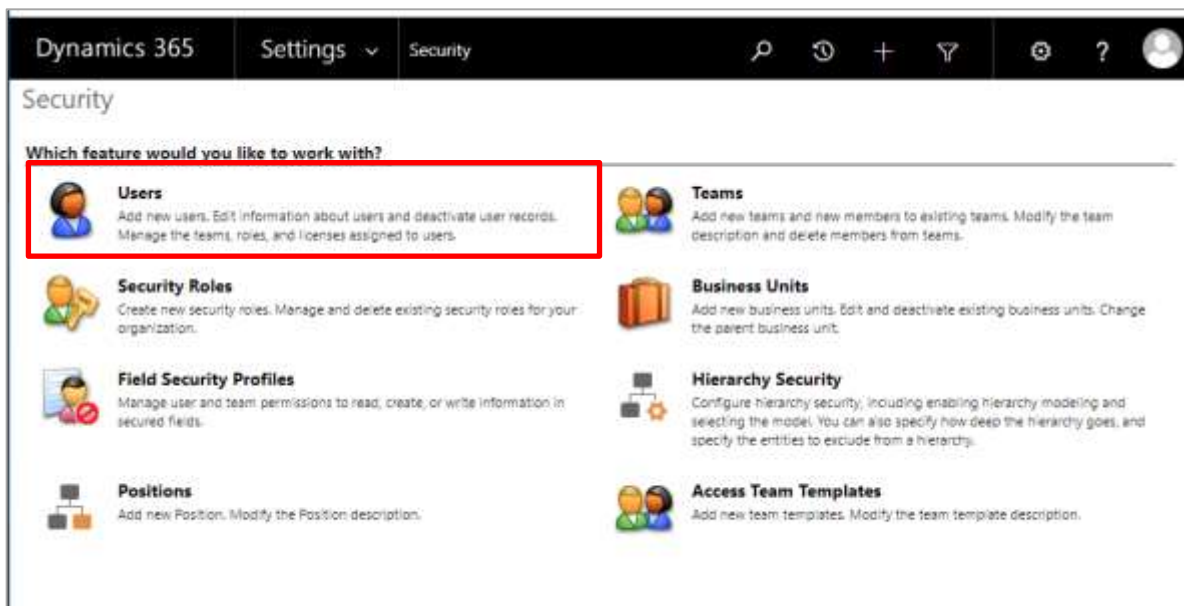 Dynamics 365 Settings Security ?
Security
Which feature would you like to work with?
Users
Add new users. Edit information about users and deactivate user records.
Manage the teams, roles, and licenses assigned to users.
Teams
Add new teams and new members to existing teams. Modify the team
description and delete members from teams.
Security Roles
Create new security roles. Manage and delete existing security roles for your
organization.
Business Units
Add new business units. Edit and deactivate existing business units. Change
the parent business unit.
Field Security Profiles
Manage user and team permissions to read, create, or write information in
secured fields.
Hierarchy Security
Configure hierarchy security, including enabling hierarchy modeling and
selecting the model. You can also specify how deep the hierarchy goes, and
specify the entities to exclude from a hierarchy.
Positions
Add new Position. Modify the Position description.
Access Team Templates
Add new team templates. Modify the team template description.